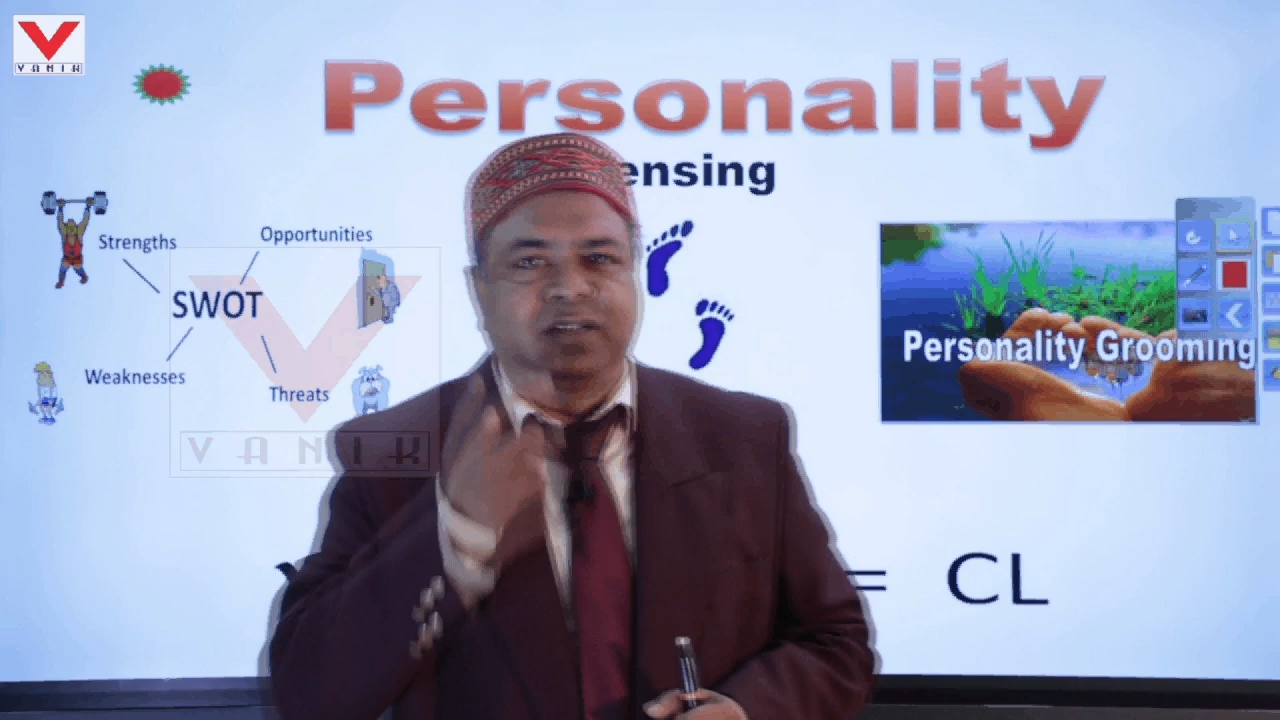 VANIK
Personality
ensing
Strengths
Opportunities
SWOT
Weaknesses
Threats
VANIK
Personality Grooming
= CL